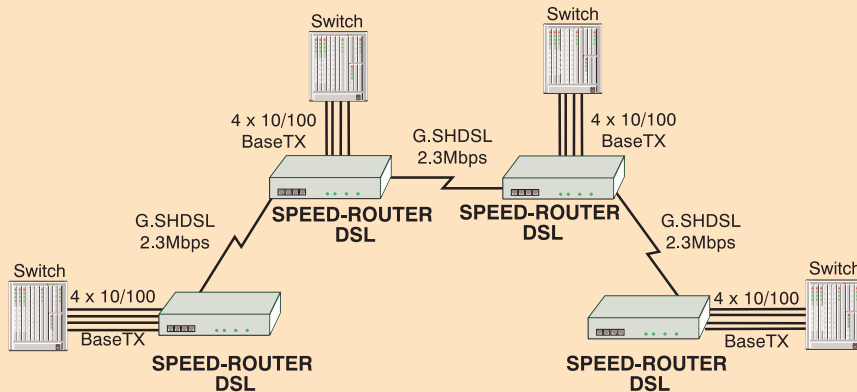 Switch
Switch
4 x 10/100
BaseTX
4 x 10/100
BaseTX
G.SHDSL
2.3Mbps
SPEED-ROUTER
DSL
SPEED-ROUTER
DSL
G.SHDSL
2.3Mbps
G.SHDSL
2.3Mbps
Switch
4 x 10/100
BaseTX
SPEED-ROUTER
DSL
Switch
4 x 10/100
BaseTX
SPEED-ROUTER
DSL